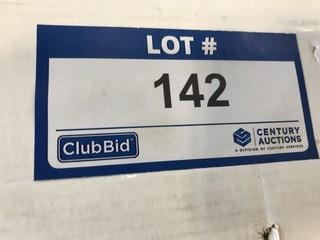 LOT #
142
ClubBid
CENTURY
AUCTIONS
A DIVISION OF CENTURY SERVICES